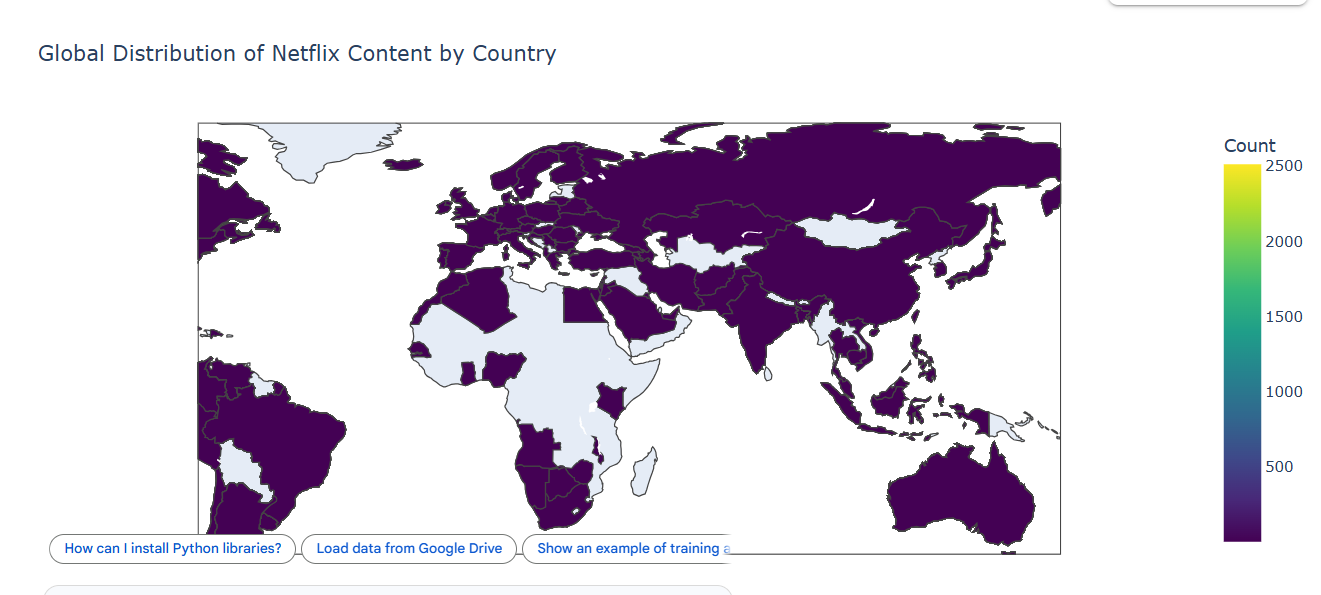 Global Distribution of Netflix Content by Country
Count
2500
2000
1500
1000
500
How can I install Python libraries?
Load data from Google Drive
Show an example of training